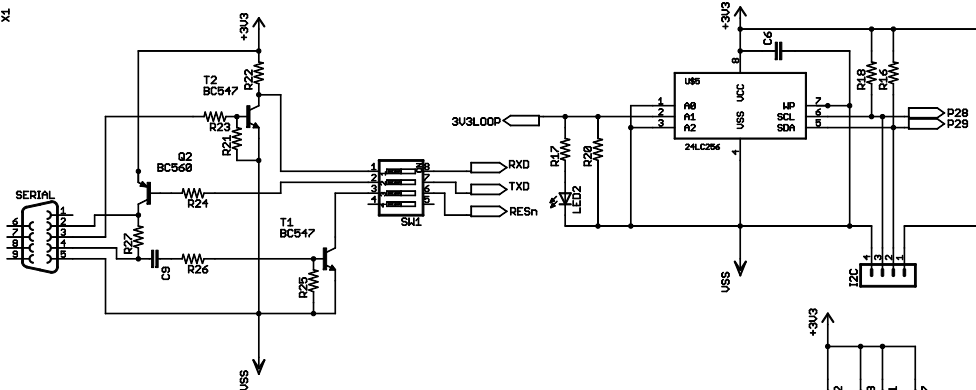 X1
+3V3
R22
T2
BC547
R23
R21
Q2
BC560
R24
SERIAL
1
6
2
7
3
8
4
9
5
R27
C9
R26
T1
BC547
R25
VSS
1
2
3
4
8
7
6
5
SW1
RXD
TXD
RESn
+3V3
C6
8
U$5
R18
R16
3V3LOOP
1
2
3
A0
A1
A2
VCC
VSS
WP
SCL
SDA
7
6
5
P28
P29
24LC256
4
R17
R20
LED2
VSS
I2C
4
3
2
1
+3V3